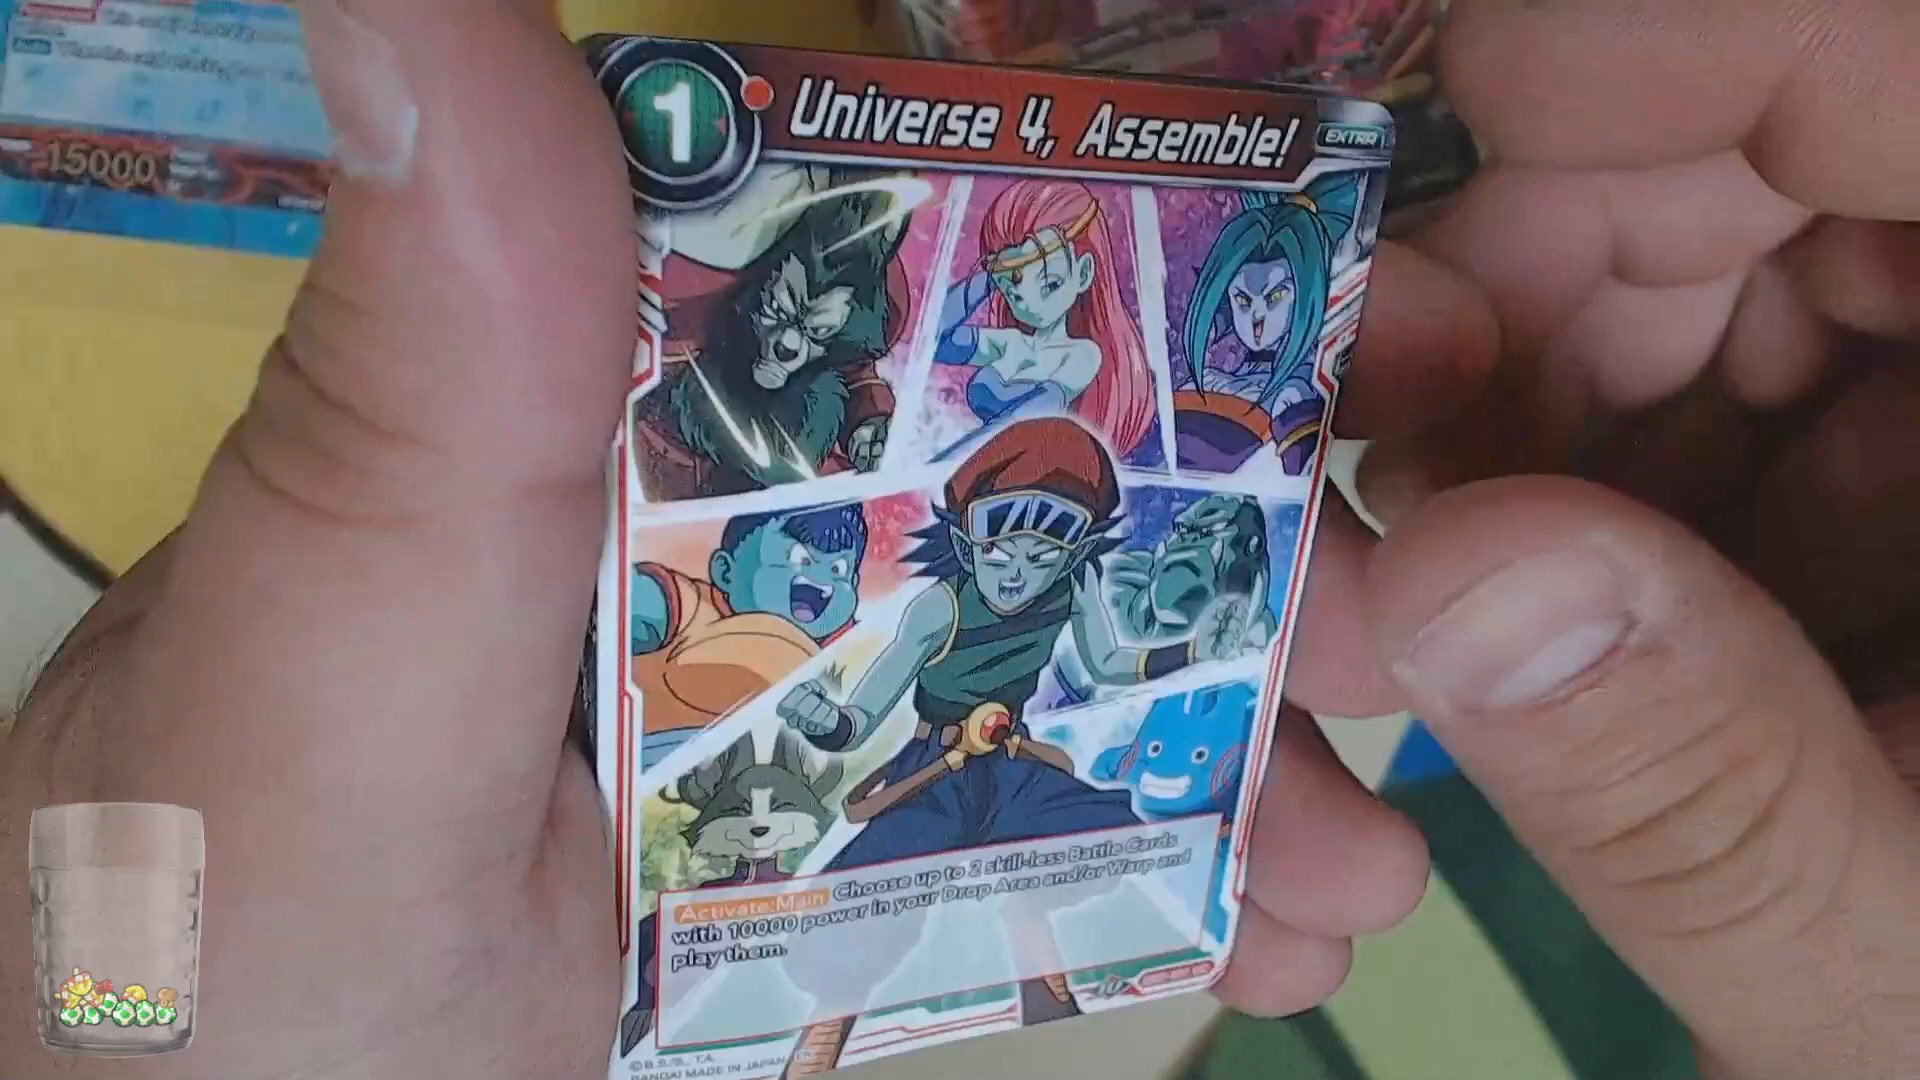 15000
1
Universe 4, Assemble!
EXTRA
Activate:Main Choose up to 2 skill-less Battle Cards
with 10000 power in your Drop Area and/or Warp and
play them.
©B.S./S., T.A.
BANDAI MADE IN JAPAN